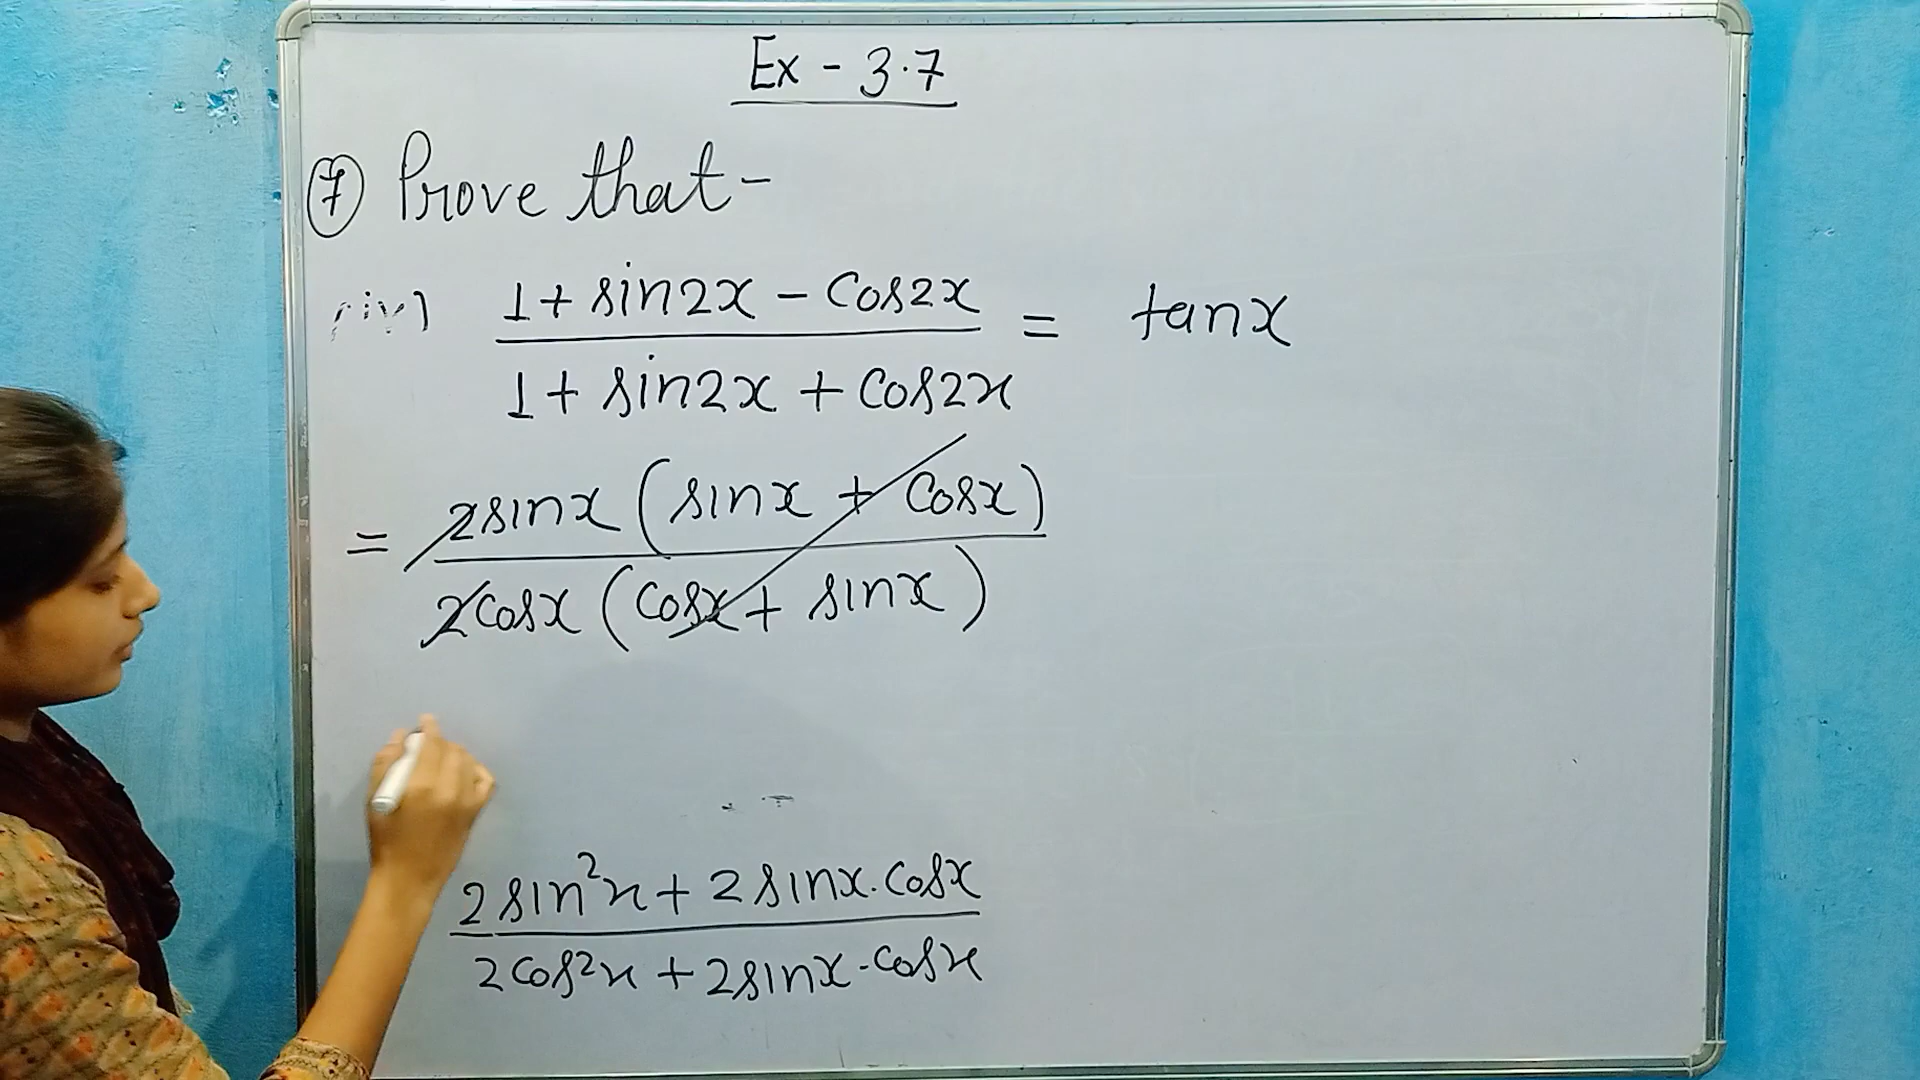 Ex - 3.7
⑦ Prove that -
(iv) 1 + sin2x - Cos2x / 1 + sin2x + Cos2x = tanx
= 2sinx (sinx + Cosx) / 2Cosx (Cosx + sinx)
2sin²x + 2sinx.Cosx / 2Cos²x + 2sinx.Cosx